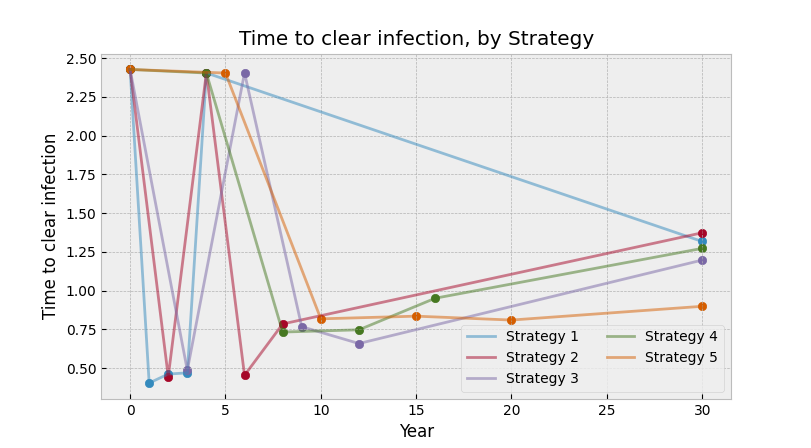 Time to clear infection, by Strategy
Time to clear infection
2.50
2.25
2.00
1.75
1.50
1.25
1.00
0.75
0.50
Strategy 1
Strategy 2
Strategy 3
Strategy 4
Strategy 5
0 5 10 15 20 25 30
Year